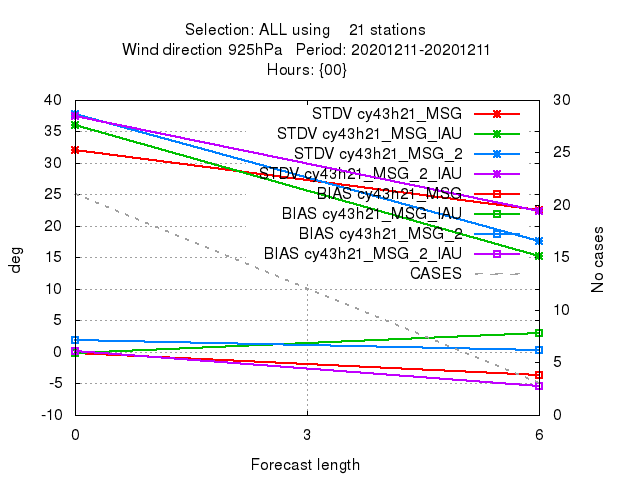 Selection: ALL using 21 stations
Wind direction 925hPa Period: 20201211-20201211
Hours: {00}
STDV cy43h21_MSG
STDV cy43h21_MSG_IAU
STDV cy43h21_MSG_2
STDV cy43h21_MSG_2_IAU
BIAS cy43h21_MSG
BIAS cy43h21_MSG_IAU
BIAS cy43h21_MSG_2
BIAS cy43h21_MSG_2_IAU
CASES
40
35
30
25
20
15
10
5
0
-5
-10
deg
30
25
20
15
10
5
0
No cases
0 3 6
Forecast length